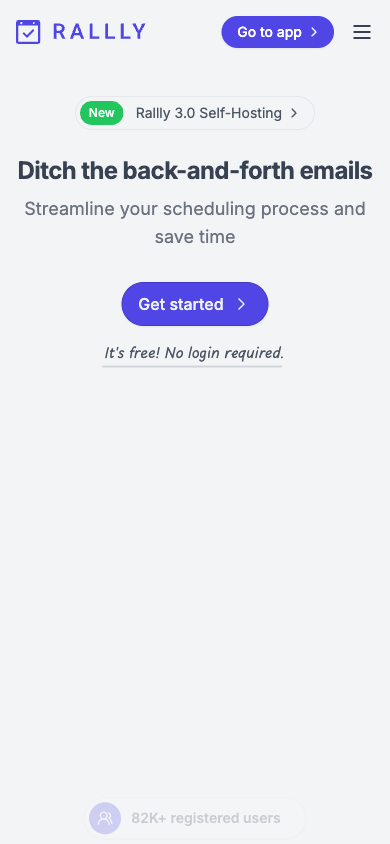 RALLLY
Go to app
New Rallly 3.0 Self-Hosting
Ditch the back-and-forth emails
Streamline your scheduling process and
save time
Get started
It's free! No login required.
82K+ registered users